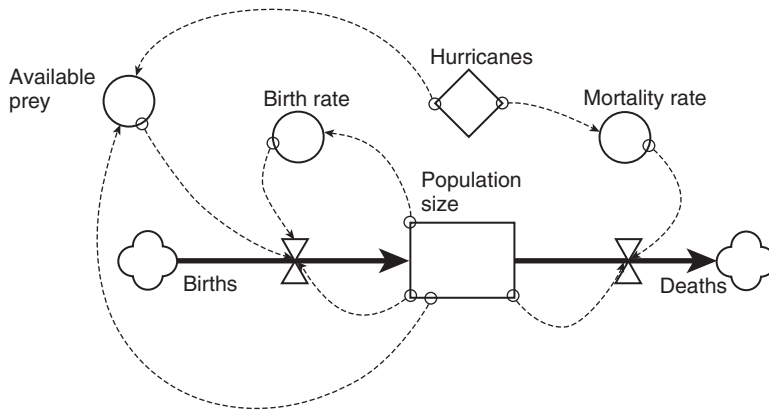 Hurricanes
Available
prey
Birth rate
Mortality rate
Population
size
Births
Deaths